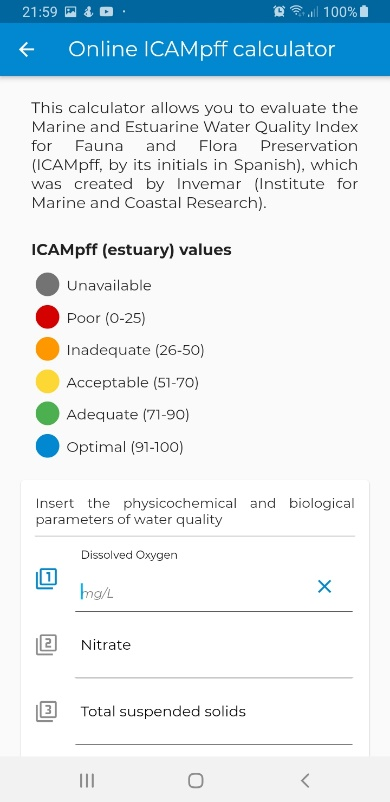 21:59
100%
Online ICAMpff calculator
This calculator allows you to evaluate the
Marine and Estuarine Water Quality Index
for Fauna and Flora Preservation
(ICAMpff, by its initials in Spanish), which
was created by Invemar (Institute for
Marine and Coastal Research).
ICAMpff (estuary) values
Unavailable
Poor (0-25)
Inadequate (26-50)
Acceptable (51-70)
Adequate (71-90)
Optimal (91-100)
Insert the physicochemical and biological
parameters of water quality
Dissolved Oxygen
1
mg/L
2
Nitrate
3
Total suspended solids